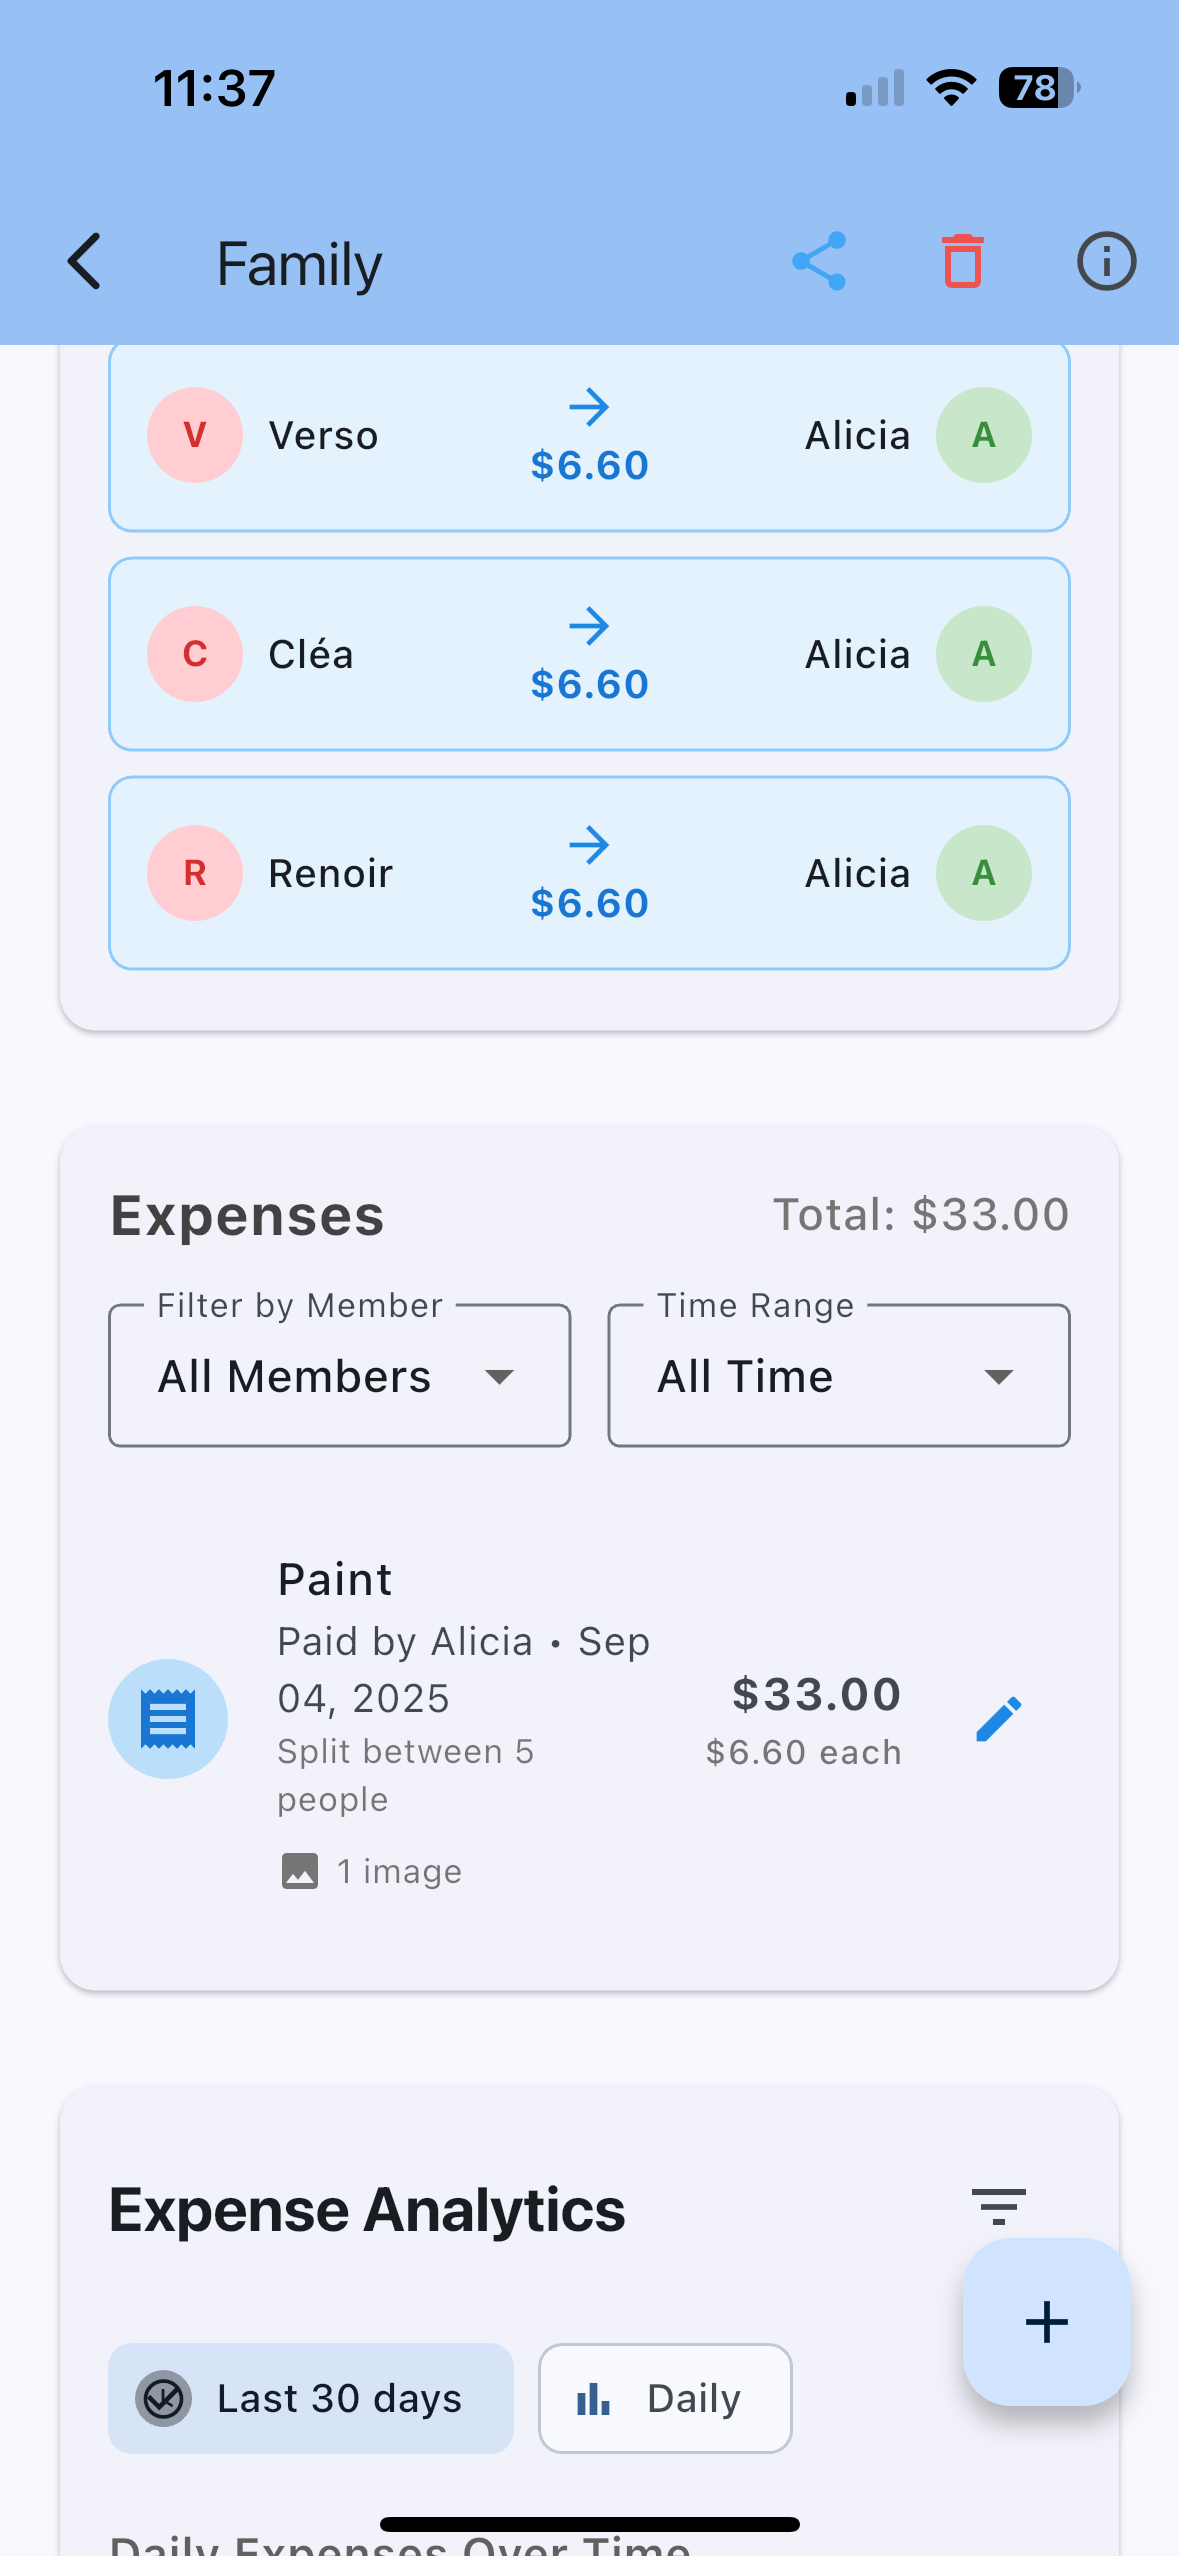 11:37
78
Family
V Verso $6.60 Alicia A
C Cléa $6.60 Alicia A
R Renoir $6.60 Alicia A
Expenses Total: $33.00
Filter by Member Time Range
All Members All Time
Paint
Paid by Alicia • Sep
04, 2025
$33.00
Split between 5
people
$6.60 each
1 image
Expense Analytics
Last 30 days Daily
Daily Expenses Over Time